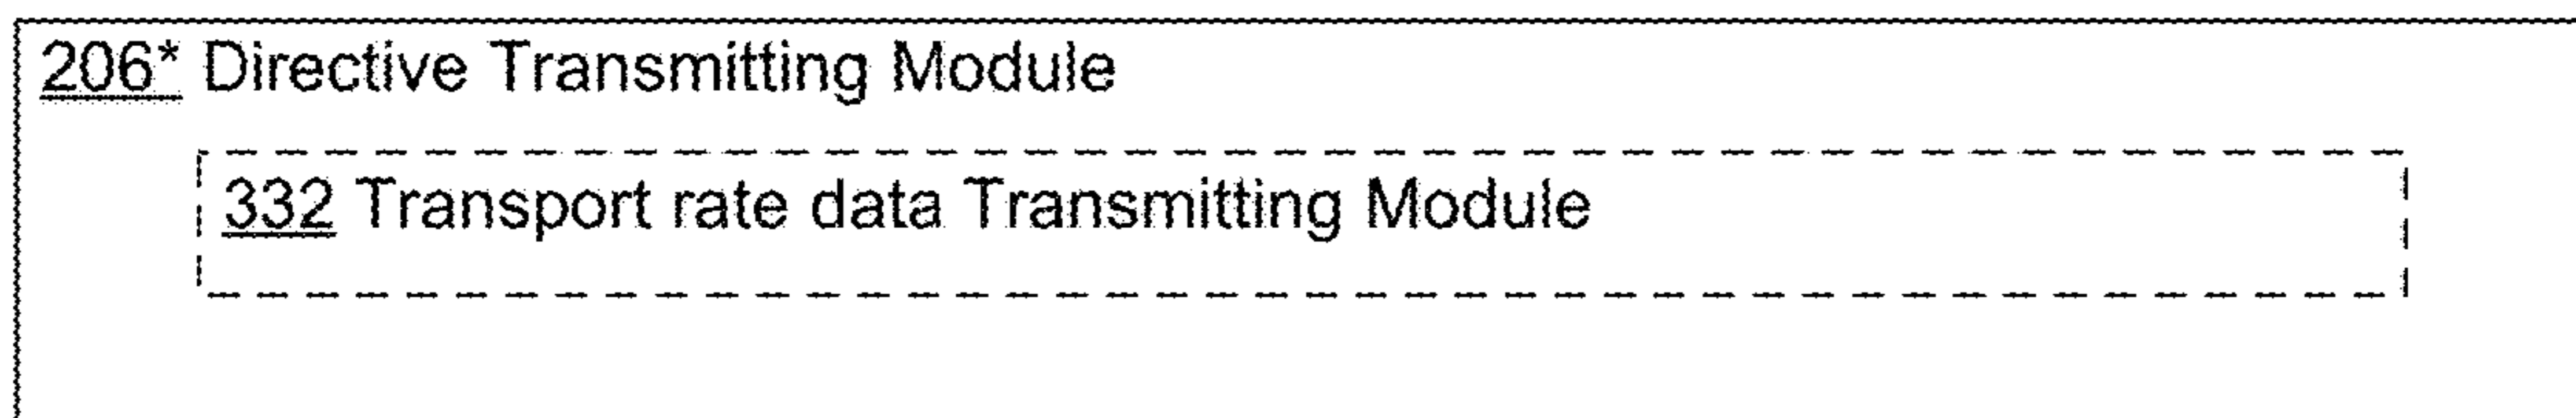 206* Directive Transmitting Module
332 Transport rate data Transmitting Module